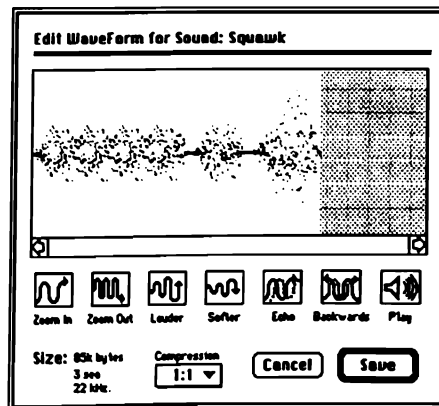 Edit WaveForm for Sound: Squawk
Zoom In Zoom Out Louder Softer Echo Backwards Play
Size: 85k bytes
3 sec
22 kHz.
Compression
1:1
Cancel
Save